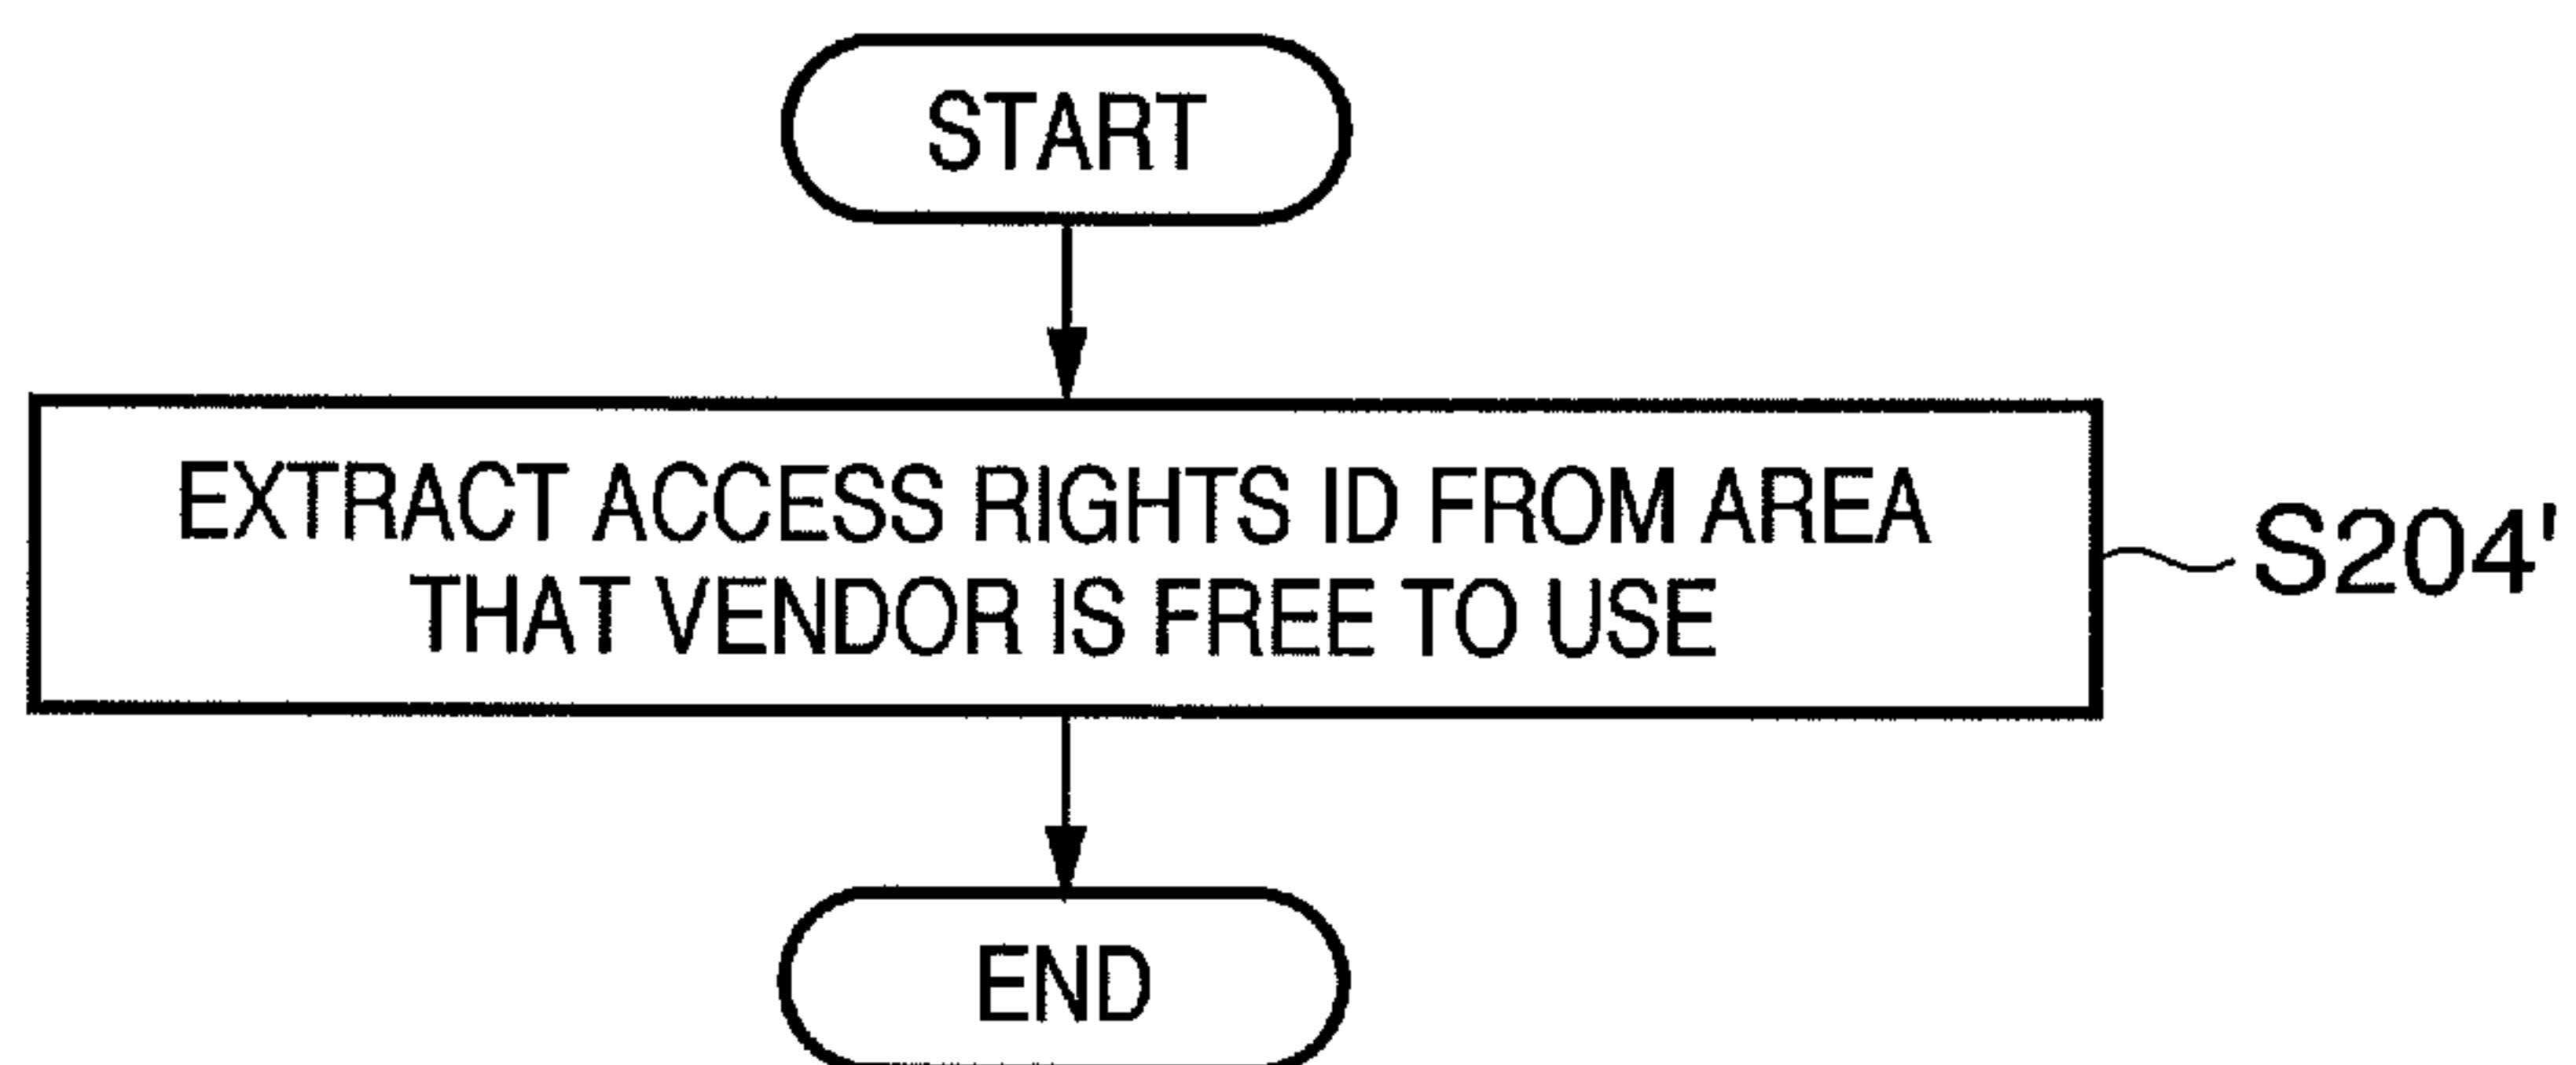 START
EXTRACT ACCESS RIGHTS ID FROM AREA
THAT VENDOR IS FREE TO USE
S204'
END